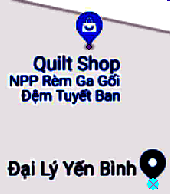 Quilt Shop
NPP Rèm Ga Gối
Đệm Tuyết Ban
Đại Lý Yến Bình